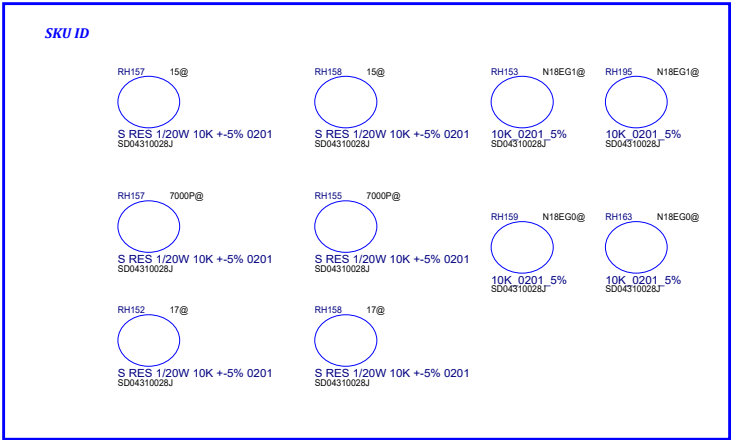 SKU ID
RH157 15@
S RES 1/20W 10K +-5% 0201
SD04310028J
RH158 15@
S RES 1/20W 10K +-5% 0201
SD04310028J
RH153 N18EG1@
10K_0201_5%
SD04310028J
RH195 N18EG1@
10K_0201_5%
SD04310028J
RH157 7000P@
S RES 1/20W 10K +-5% 0201
SD04310028J
RH155 7000P@
S RES 1/20W 10K +-5% 0201
SD04310028J
RH159 N18EG0@
10K_0201_5%
SD04310028J
RH163 N18EG0@
10K_0201_5%
SD04310028J
RH152 17@
S RES 1/20W 10K +-5% 0201
SD04310028J
RH158 17@
S RES 1/20W 10K +-5% 0201
SD04310028J